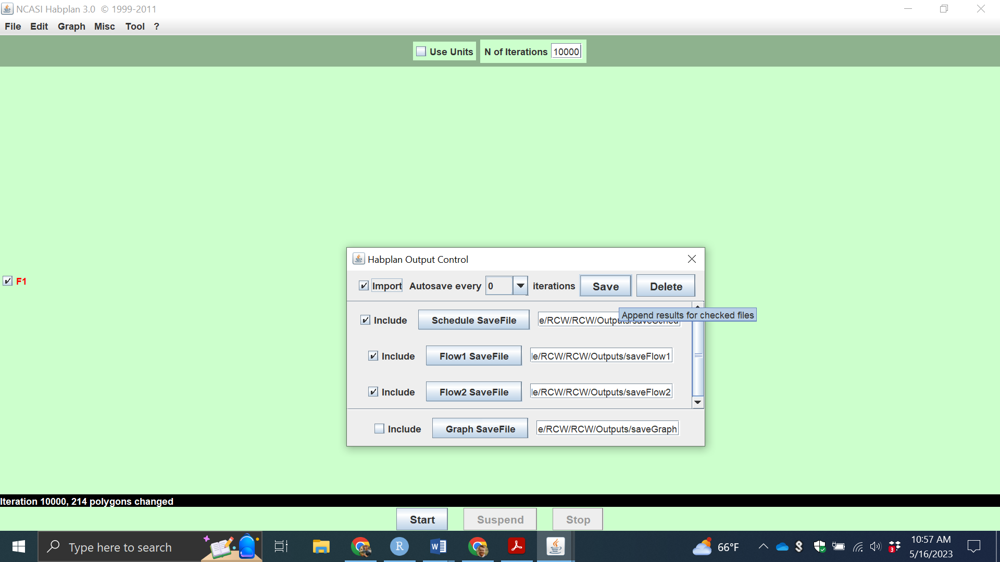 NCASI Habplan 3.0 © 1999-2011
File Edit Graph Misc Tool ?
Use Units N of Iterations 10000
F1
Habplan Output Control
Import Autosave every 0 iterations Save Delete
Append results for checked files
Include Schedule SaveFile e/RCW/RCW/Outputs/saveSched
Include Flow1 SaveFile le/RCW/RCW/Outputs/saveFlow1
Include Flow2 SaveFile le/RCW/RCW/Outputs/saveFlow2
Include Graph SaveFile e/RCW/RCW/Outputs/saveGraph
Iteration 10000, 214 polygons changed
Start Suspend Stop
Type here to search R W 66°F 3 10:57 AM
5/16/2023